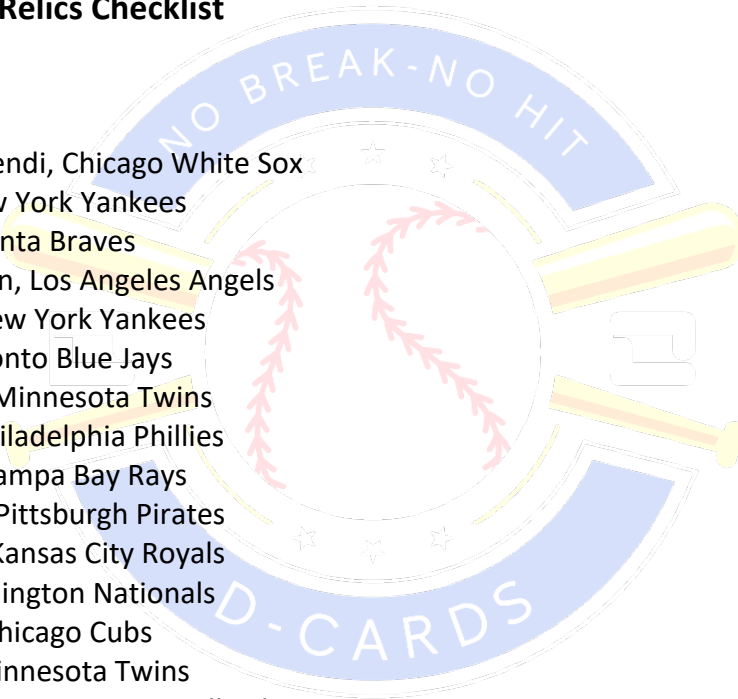 Relics Checklist
NO BREAK-NO HIT
endi, Chicago White Sox
w York Yankees
nta Braves
n, Los Angeles Angels
ew York Yankees
onto Blue Jays
Minnesota Twins
iladelphia Phillies
ampa Bay Rays
Pittsburgh Pirates
Kansas City Royals
ington Nationals
hicago Cubs
innesota Twins
D-CARDS